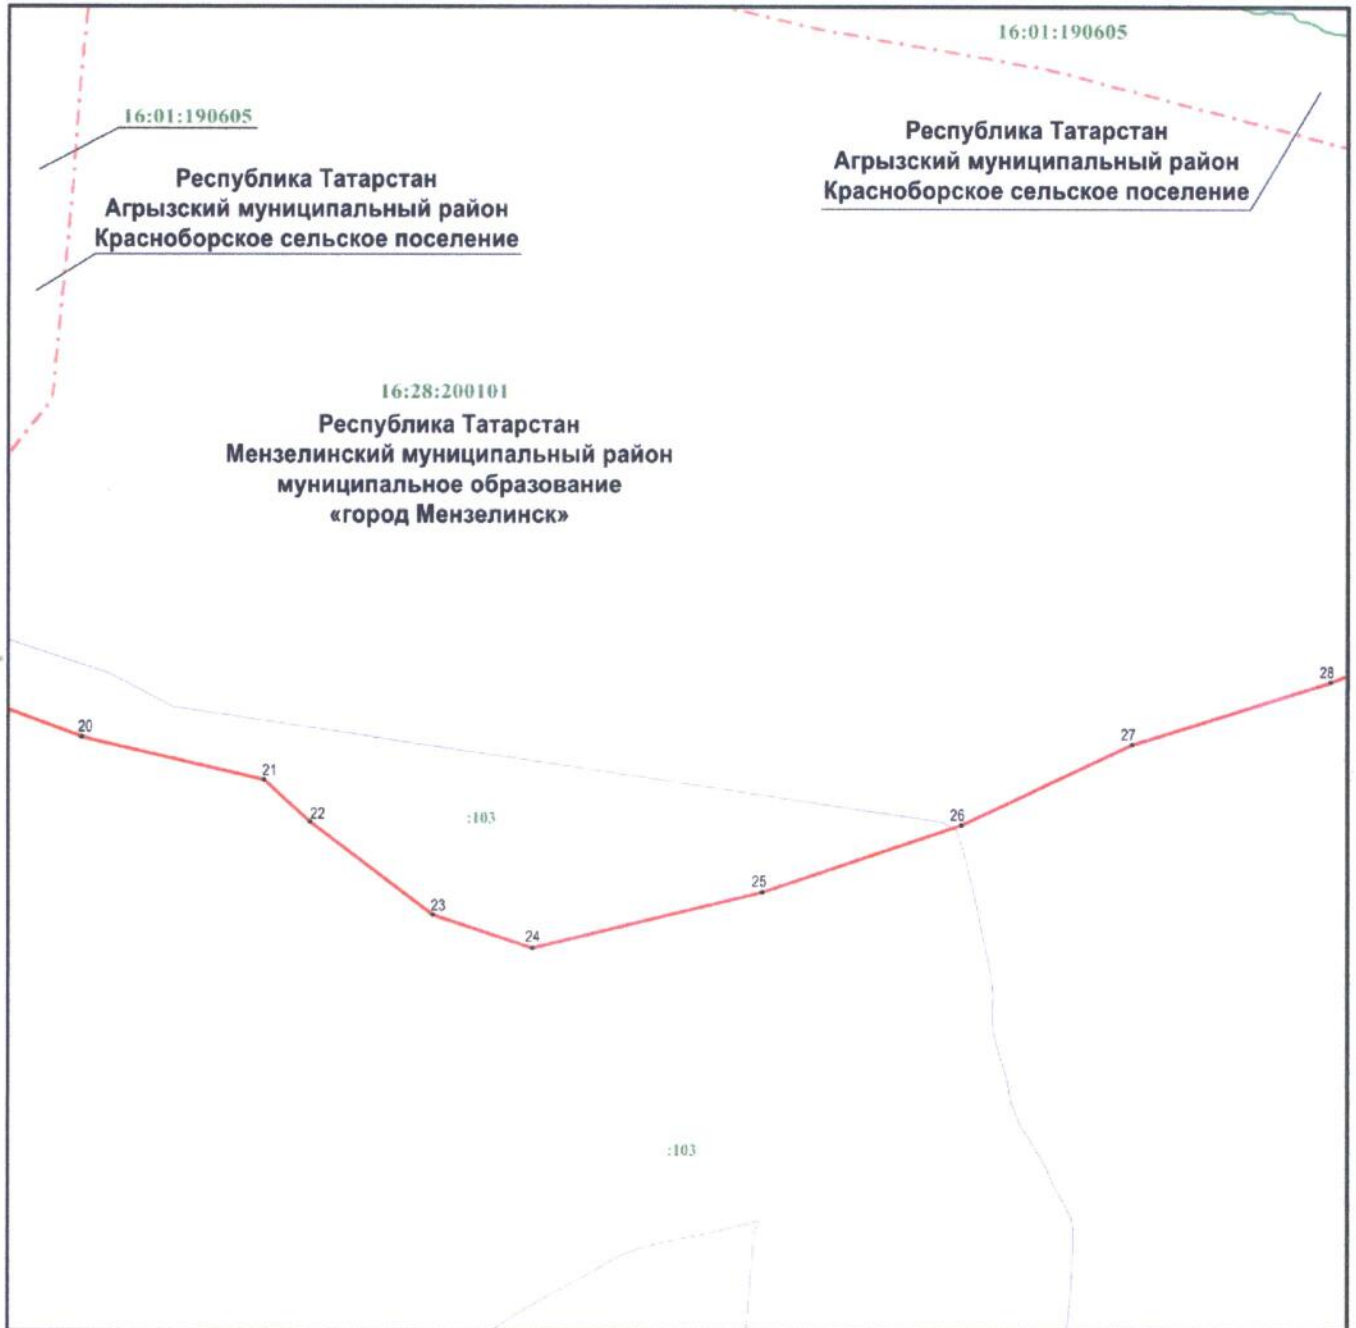 16:01:190605
16:01:190605
Республика Татарстан
Агрызский муниципальный район
Красноборское сельское поселение
Республика Татарстан
Агрызский муниципальный район
Красноборское сельское поселение
16:28:200101
Республика Татарстан
Мензелинский муниципальный район
муниципальное образование
«город Мензелинск»
28
20
27
21
22
:103
26
25
23
24
:103